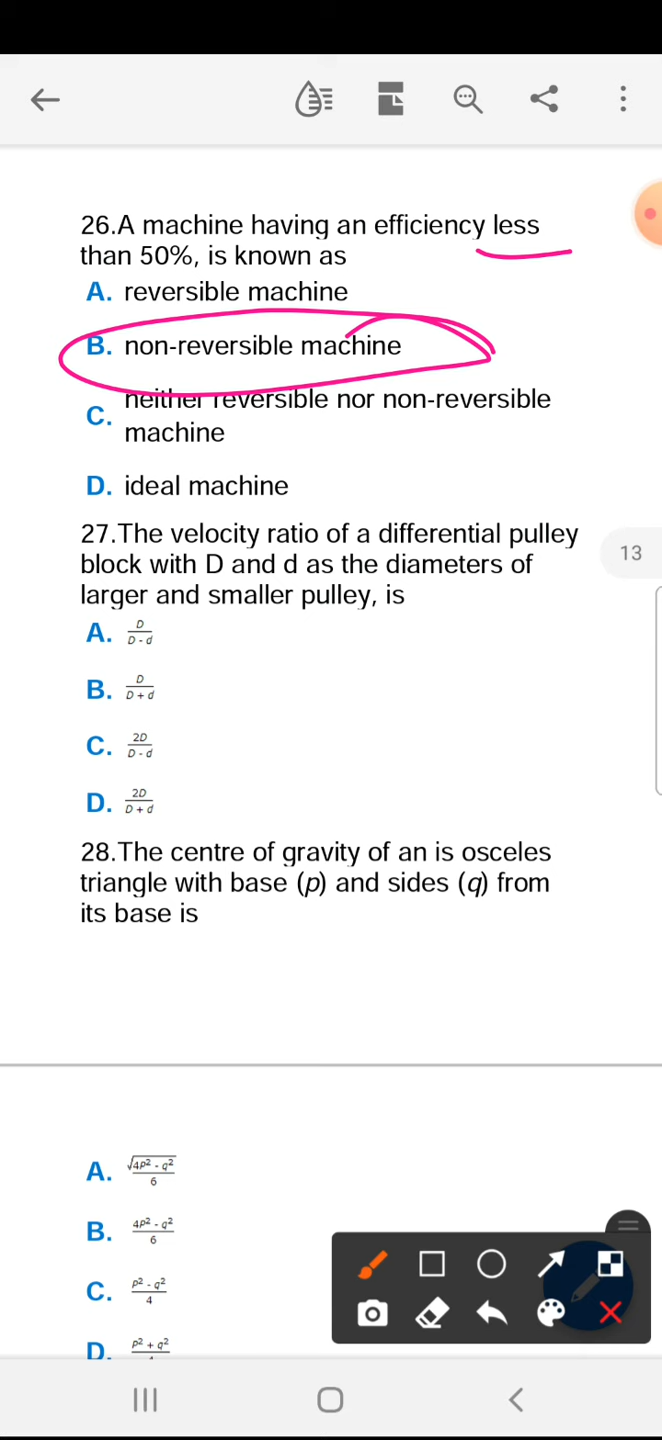 26.A machine having an efficiency less
than 50%, is known as
A. reversible machine
B. non-reversible machine
C. neither reversible nor non-reversible
machine
D. ideal machine
27.The velocity ratio of a differential pulley
block with D and d as the diameters of
larger and smaller pulley, is
13
A. D / D - d
B. D / D + d
C. 2D / D - d
D. 2D / D + d
28.The centre of gravity of an is osceles
triangle with base (p) and sides (q) from
its base is
A. √4p² - q² / 6
B. 4p² - q² / 6
C. p² - q² / 4
D. p² + q²